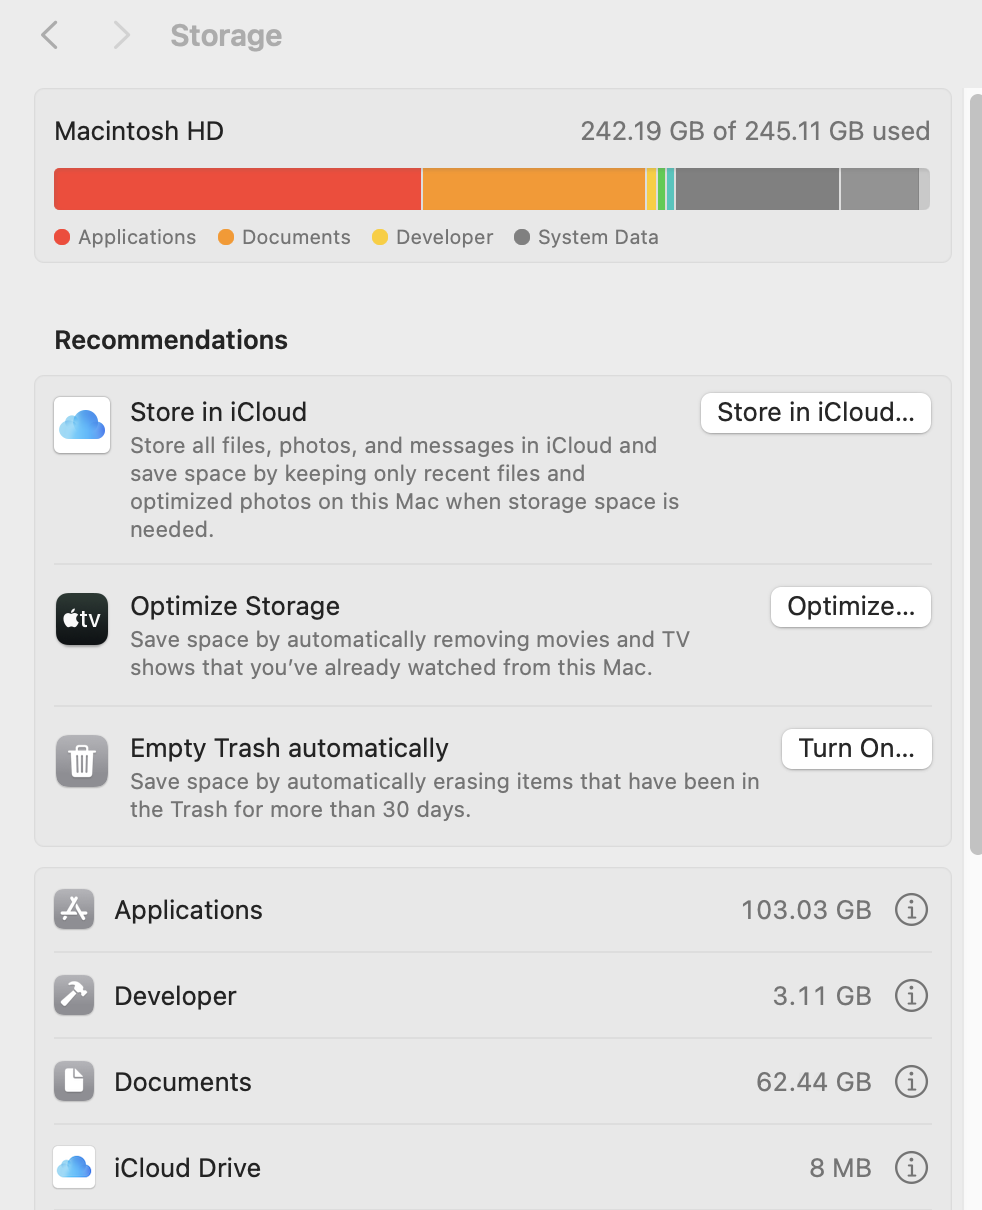 Storage
Macintosh HD 242.19 GB of 245.11 GB used
Applications Documents Developer System Data
Recommendations
Store in iCloud Store in iCloud...
Store all files, photos, and messages in iCloud and
save space by keeping only recent files and
optimized photos on this Mac when storage space is
needed.
tv
Optimize Storage Optimize...
Save space by automatically removing movies and TV
shows that you’ve already watched from this Mac.
Empty Trash automatically Turn On...
Save space by automatically erasing items that have been in
the Trash for more than 30 days.
Applications 103.03 GB
Developer 3.11 GB
Documents 62.44 GB
iCloud Drive 8 MB